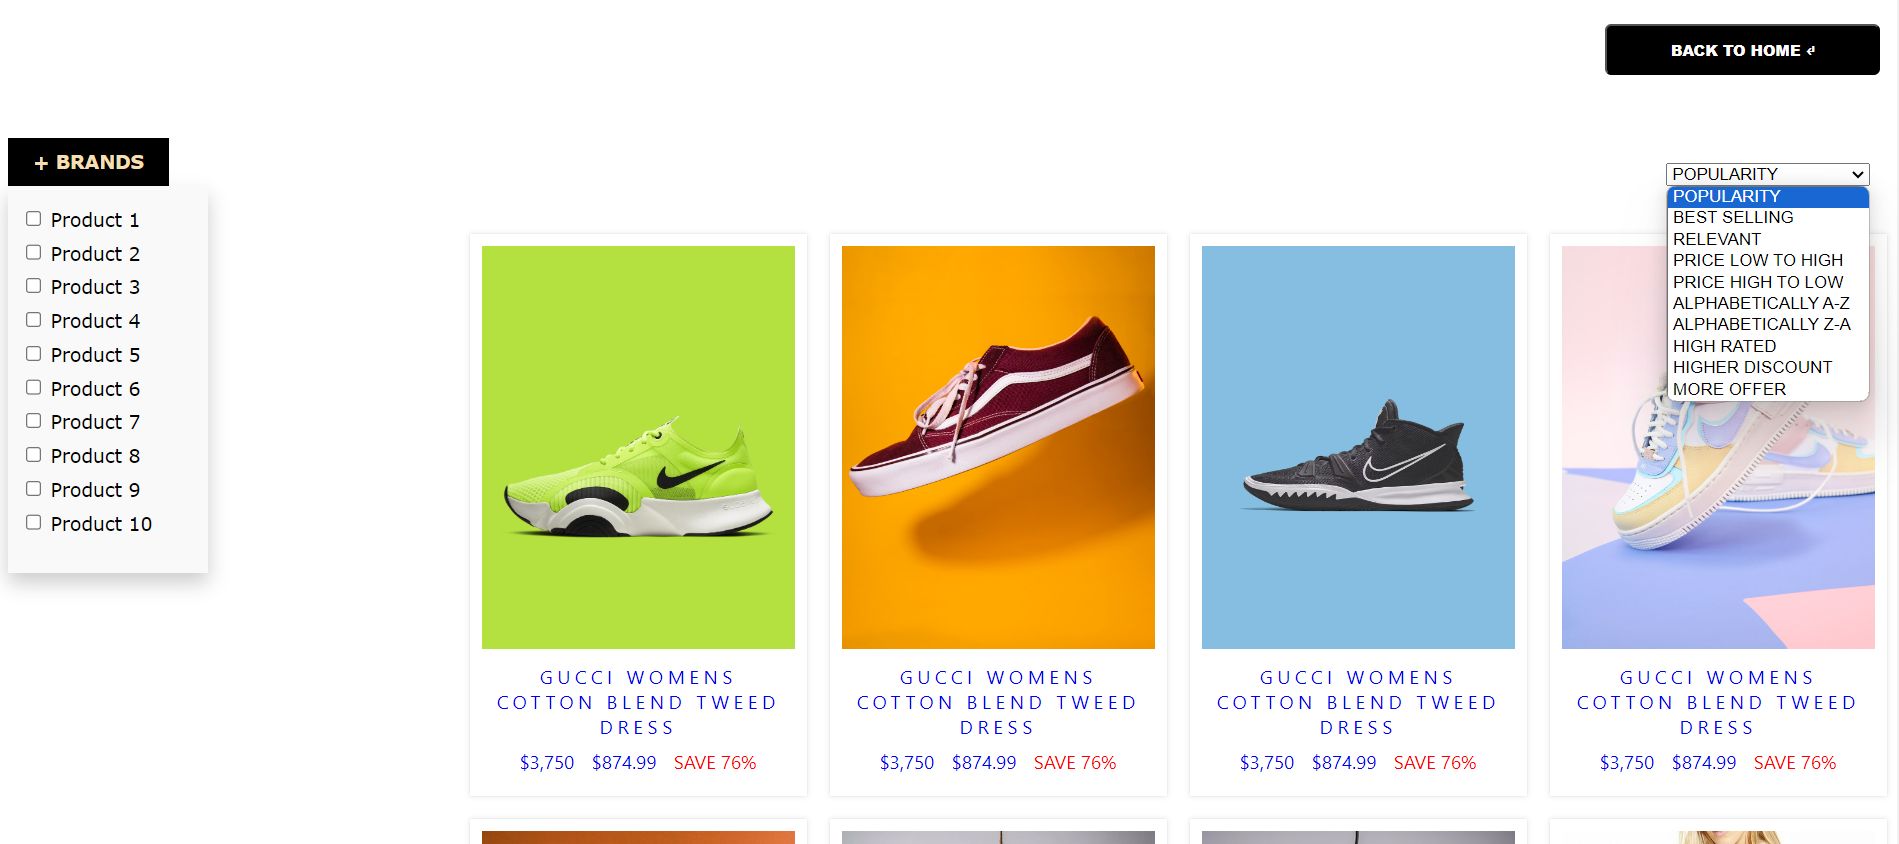 BACK TO HOME ↲
+ BRANDS
Product 1
Product 2
Product 3
Product 4
Product 5
Product 6
Product 7
Product 8
Product 9
Product 10
POPULARITY
POPULARITY
BEST SELLING
RELEVANT
PRICE LOW TO HIGH
PRICE HIGH TO LOW
ALPHABETICALLY A-Z
ALPHABETICALLY Z-A
HIGH RATED
HIGHER DISCOUNT
MORE OFFER
GUCCI WOMENS
COTTON BLEND TWEED
DRESS
$3,750 $874.99 SAVE 76%
GUCCI WOMENS
COTTON BLEND TWEED
DRESS
$3,750 $874.99 SAVE 76%
GUCCI WOMENS
COTTON BLEND TWEED
DRESS
$3,750 $874.99 SAVE 76%
GUCCI WOMENS
COTTON BLEND TWEED
DRESS
$3,750 $874.99 SAVE 76%